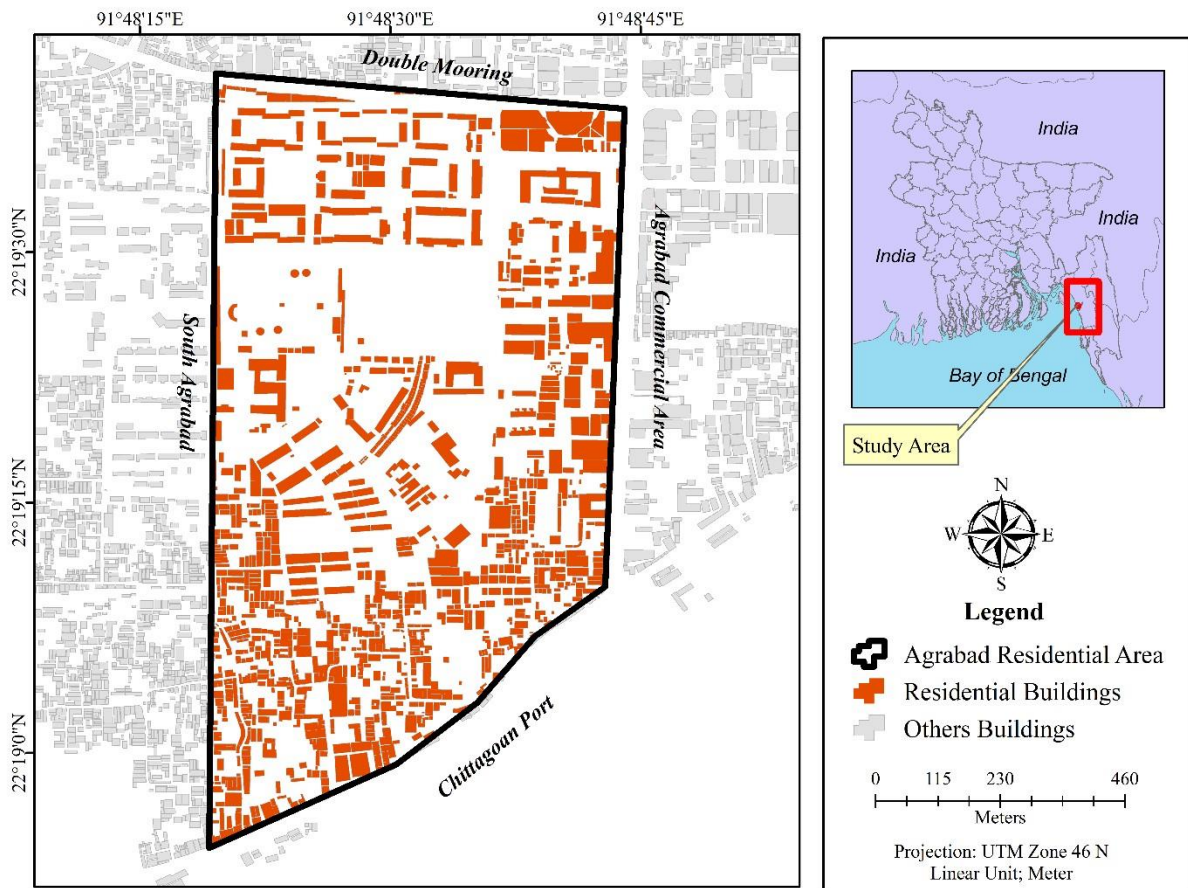 91°48'15"E
91°48'30"E
91°48'45"E
22°19'30"N
22°19'15"N
22°19'0"N
Double Mooring
South Agrabad
Agrabad Commercial Area
Chittagoan Port
India
India
India
Bay of Bengal
Study Area
N
W
E
S
Legend
Agrabad Residential Area
Residential Buildings
Others Buildings
0 115 230 460
Meters
Projection: UTM Zone 46 N
Linear Unit; Meter